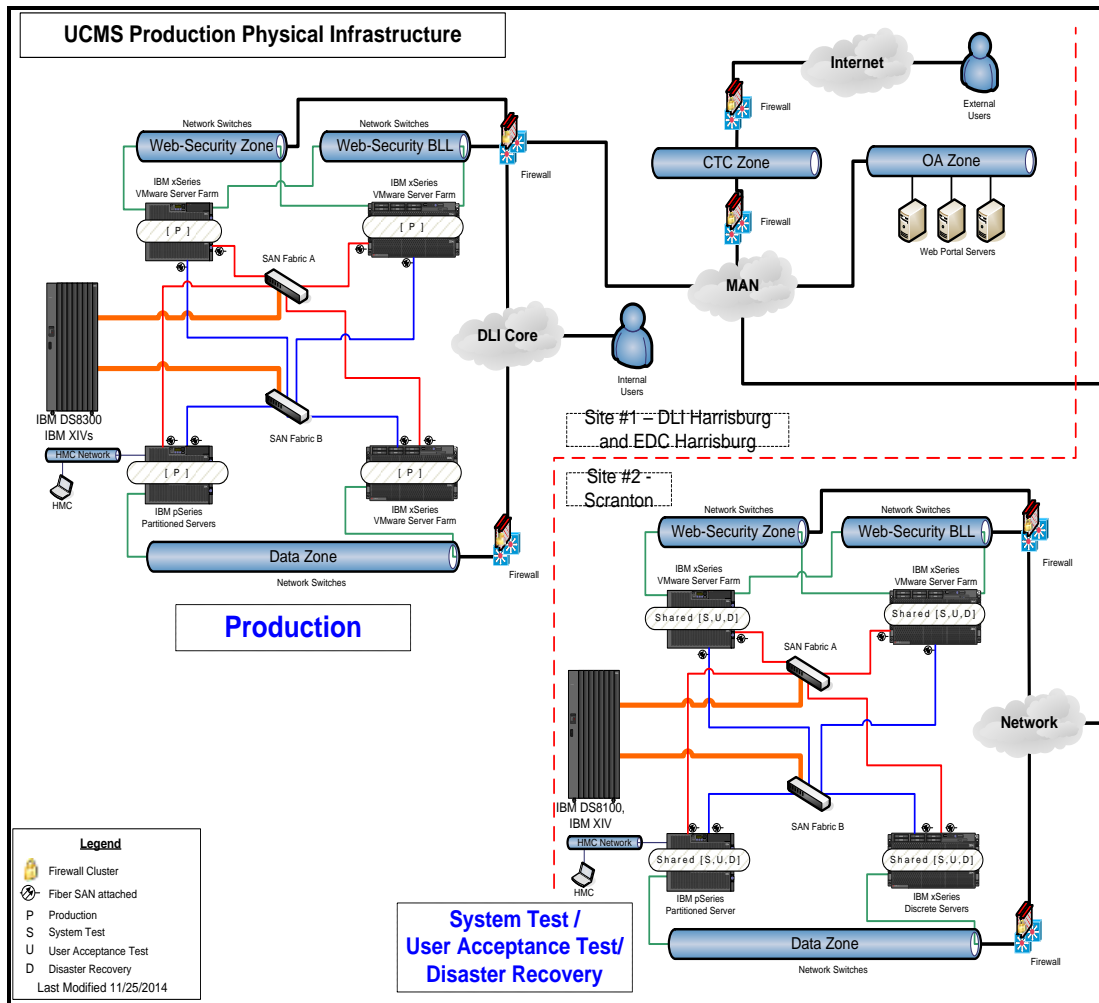 UCMS Production Physical Infrastructure
Internet
External
Users
Firewall
Network Switches
Network Switches
Web-Security Zone
Web-Security BLL
Firewall
CTC Zone
OA Zone
IBM xSeries
VMware Server Farm
IBM xSeries
VMware Server Farm
[ P ]
[ P ]
Firewall
Web Portal Servers
SAN Fabric A
MAN
DLI Core
Internal
Users
IBM DS8300
IBM XIVs
SAN Fabric B
Site #1 – DLI Harrisburg
and EDC Harrisburg
HMC Network
HMC
[ P ]
[ P ]
IBM pSeries
Partitioned Servers
IBM xSeries
VMware Server Farm
Data Zone
Network Switches
Firewall
Production
Site #2 -
Scranton
Network Switches
Network Switches
Web-Security Zone
Web-Security BLL
Firewall
IBM xSeries
VMware Server Farm
IBM xSeries
VMware Server Farm
Shared [S,U,D]
Shared [S,U,D]
SAN Fabric A
Network
IBM DS8100,
IBM XIV
SAN Fabric B
HMC Network
HMC
Shared [S,U,D]
Shared [S,U,D]
IBM pSeries
Partitioned Server
IBM xSeries
Discrete Servers
Data Zone
Network Switches
Firewall
System Test /
User Acceptance Test/
Disaster Recovery
Legend
Firewall Cluster
Fiber SAN attached
P Production
S System Test
U User Acceptance Test
D Disaster Recovery
Last Modified 11/25/2014